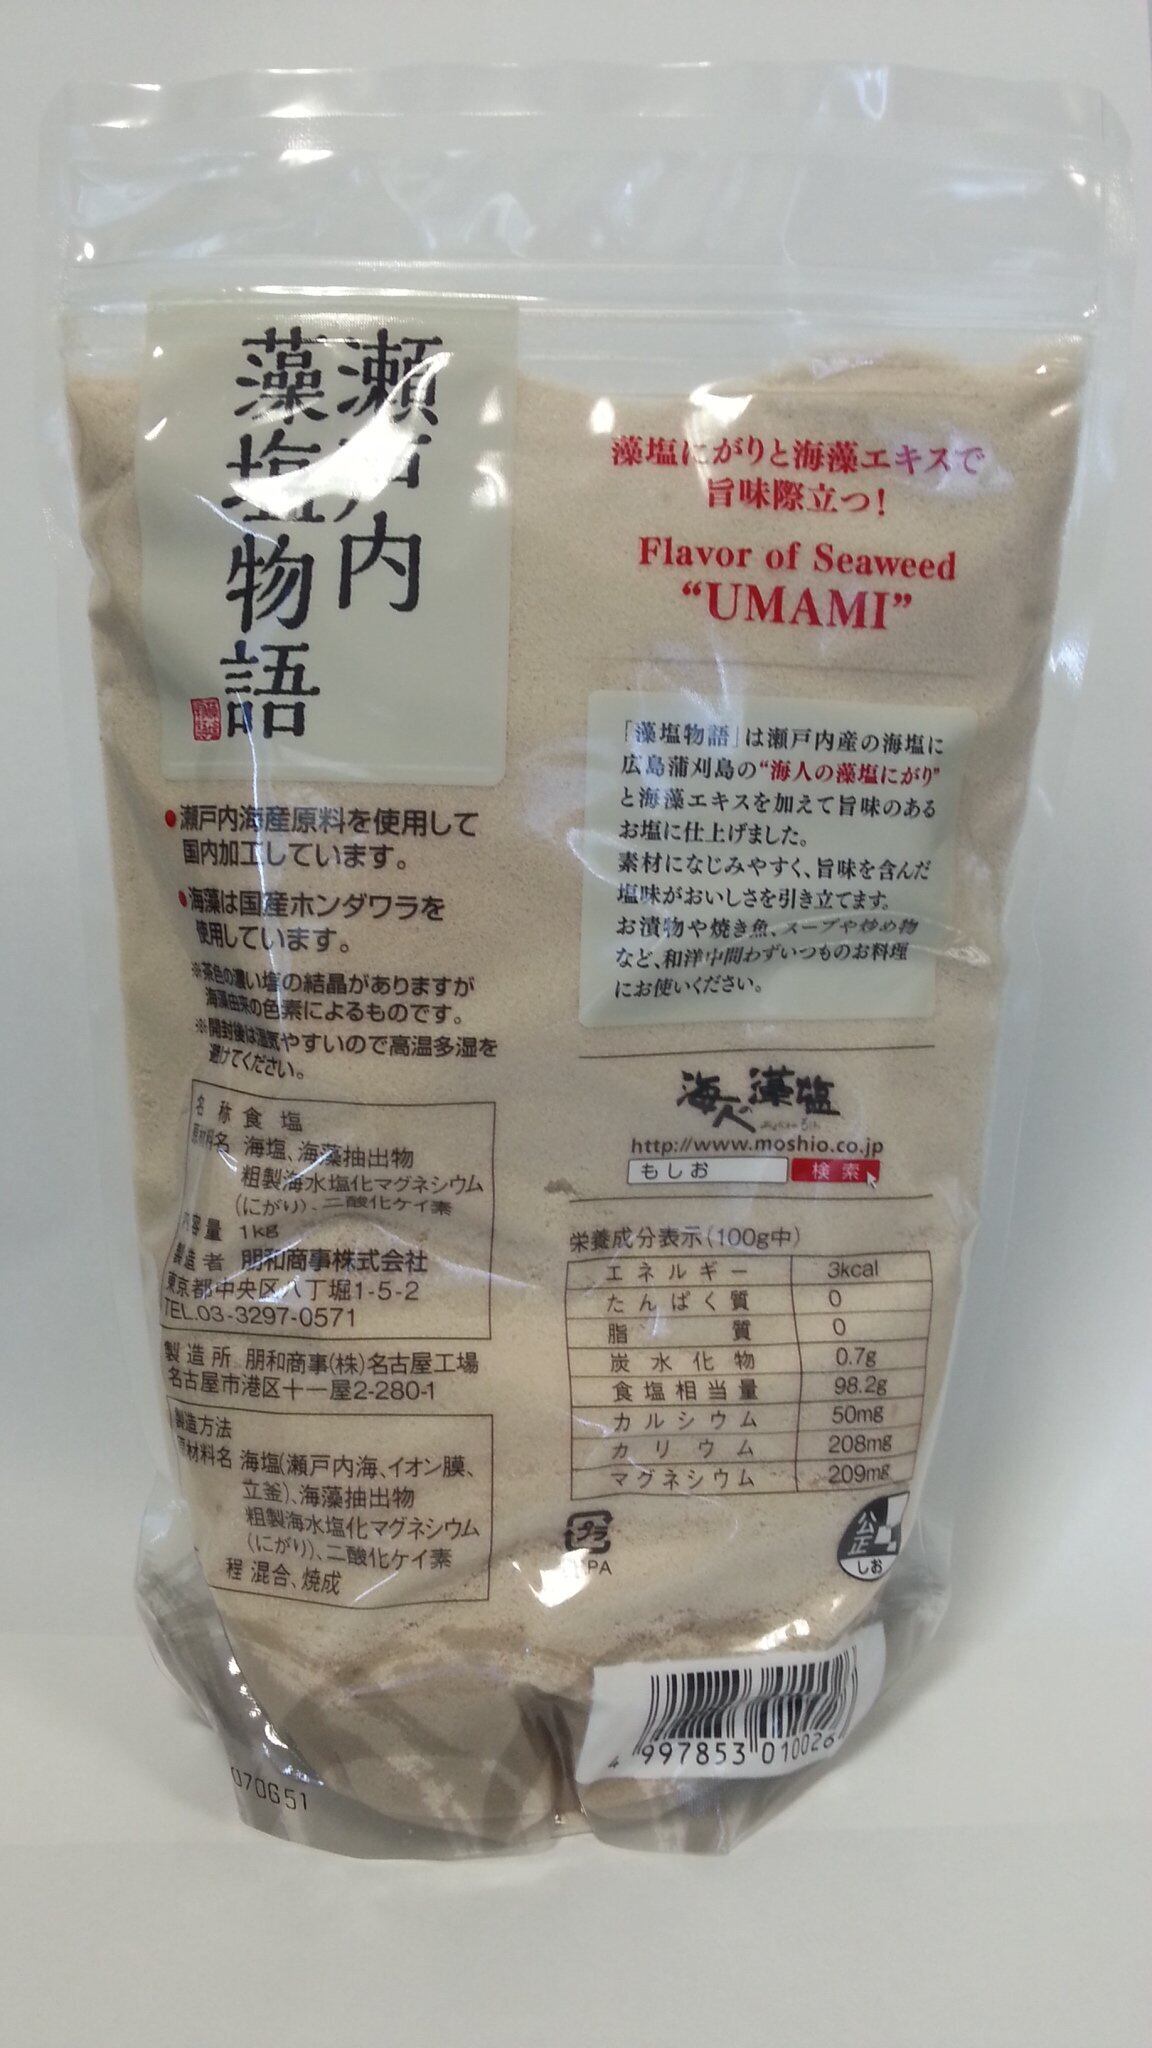 瀬戸内
藻塩物語
●瀬戸内海産原料を使用して
国内加工しています。
●海藻は国産ホンダワラを
使用しています。
※茶色の濃い塩の結晶がありますが
海藻由来の色素によるものです。
※開封後は湿気やすいので高温多湿を
避けてください。
名称 食塩
原材料名 海塩、海藻抽出物
粗製海水塩化マグネシウム
(にがり)、二酸化ケイ素
内容量 1kg
製造者 朋和商事株式会社
東京都中央区八丁堀1-5-2
TEL.03-3297-0571
製造所 朋和商事(株)名古屋工場
名古屋市港区十一屋2-280-1
製造方法
原材料名 海塩(瀬戸内海、イオン膜、
立釜)、海藻抽出物
粗製海水塩化マグネシウム
(にがり)、二酸化ケイ素
程 混合、焼成
070651
藻塩にがりと海藻エキスで
旨味際立つ!
Flavor of Seaweed
“UMAMI”
「藻塩物語」は瀬戸内産の海塩に
広島蒲刈島の“海人の藻塩にがり”
と海藻エキスを加えて旨味のある
お塩に仕上げました。
素材になじみやすく、旨味を含んだ
塩味がおいしさを引き立てます。
お漬物や焼き魚、スープや炒め物
など、和洋中問わずいつものお料理
にお使いください。
海人の藻塩
http://www.moshio.co.jp
もしお 検索
栄養成分表示(100g中)
エネルギー 3kcal
たんぱく質 0
脂質 0
炭水化物 0.7g
食塩相当量 98.2g
カルシウム 50mg
カリウム 208mg
マグネシウム 209mg
プラ
PA
公正
しお
4 997853 010026